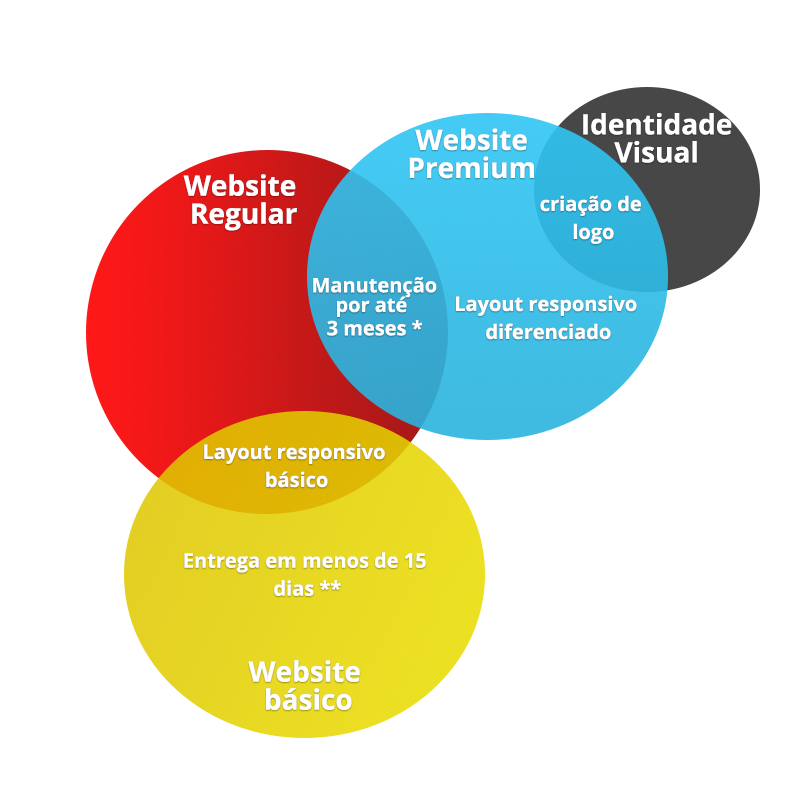 Identidade
Visual
Website
Premium
Website
Regular
criação de
logo
Manutenção
por até
3 meses *
Layout responsivo
diferenciado
Layout responsivo
básico
Entrega em menos de 15
dias **
Website
básico